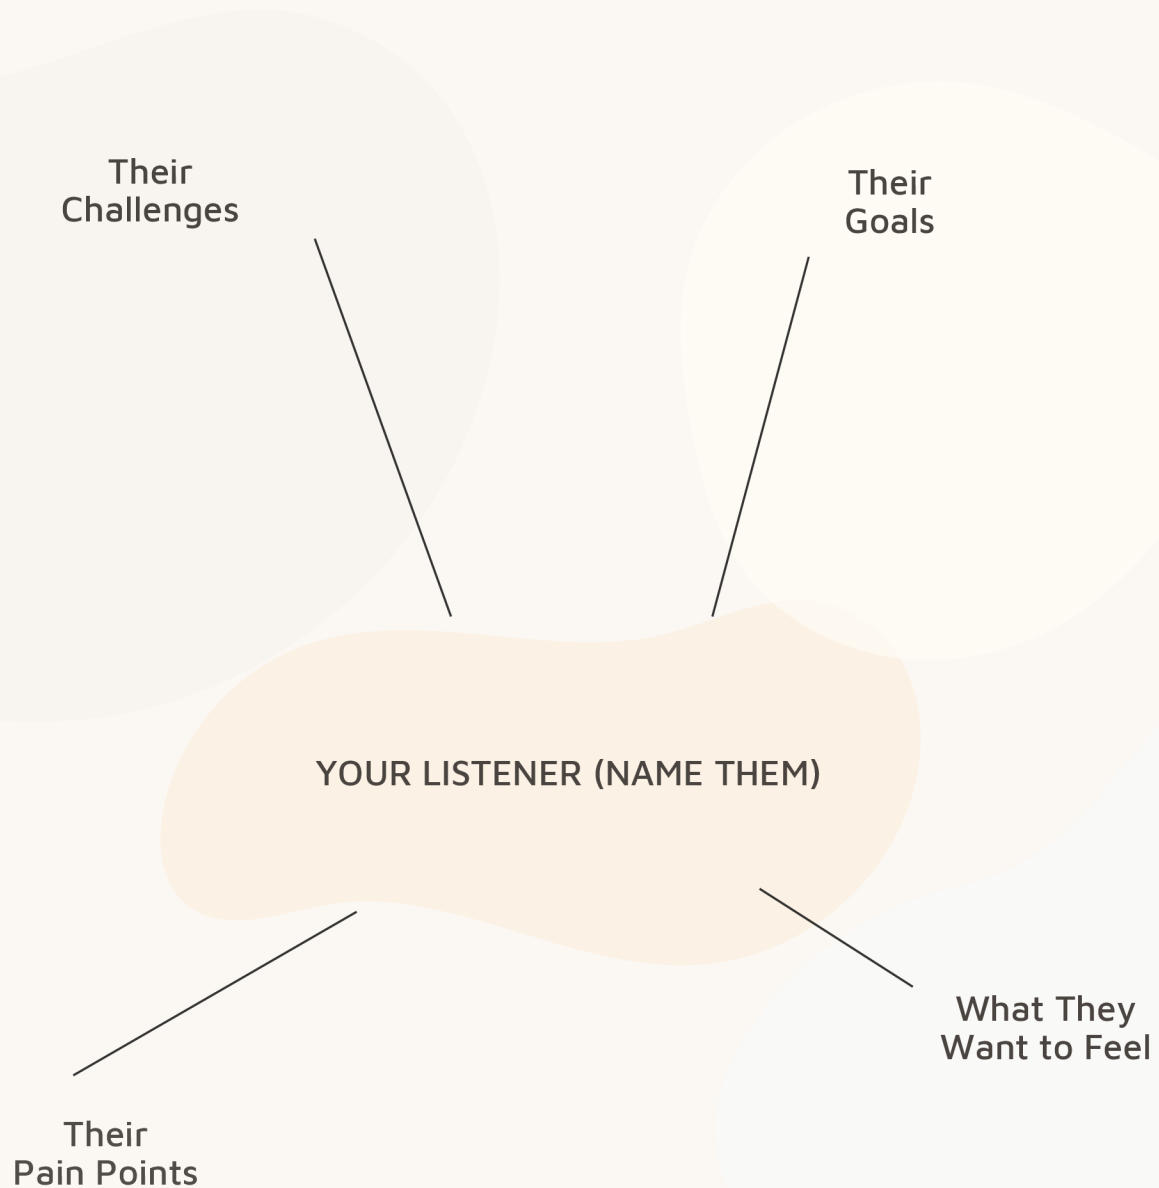 Their
Challenges
Their
Goals
YOUR LISTENER (NAME THEM)
What They
Want to Feel
Their
Pain Points